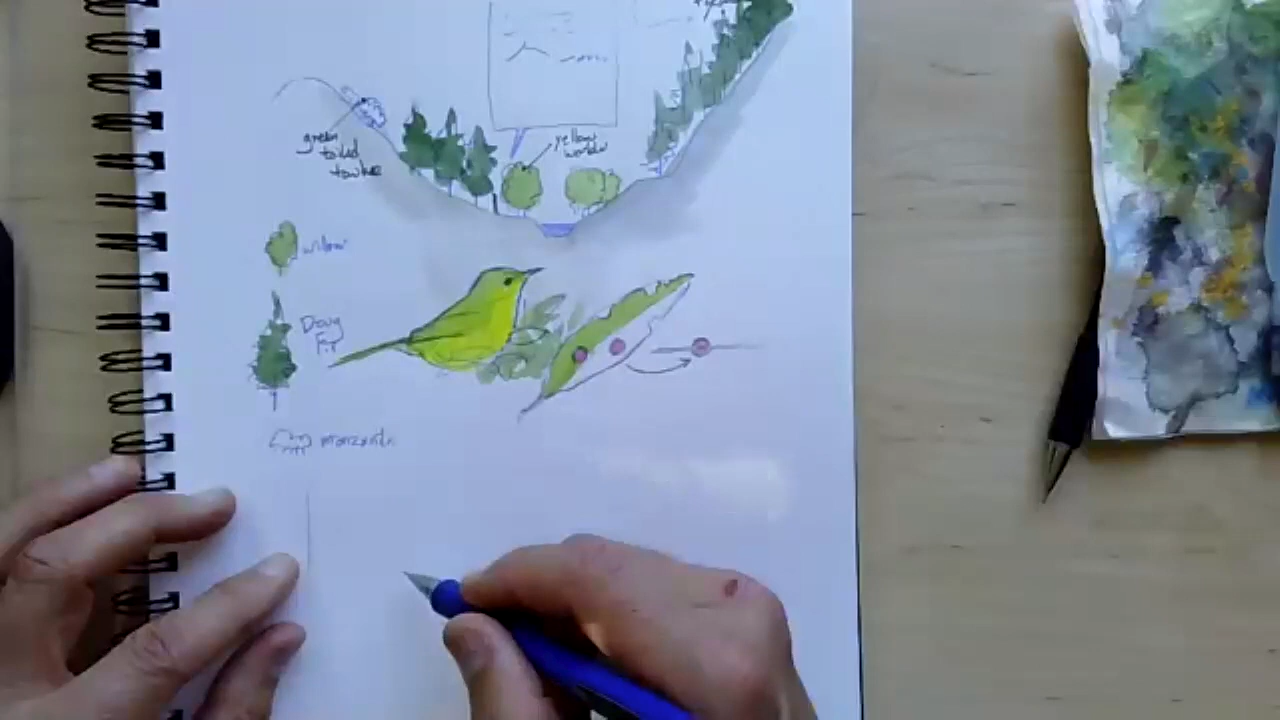 green
tailed
towhee
yellow
warbler
willow
Doug
Fir
manzanita